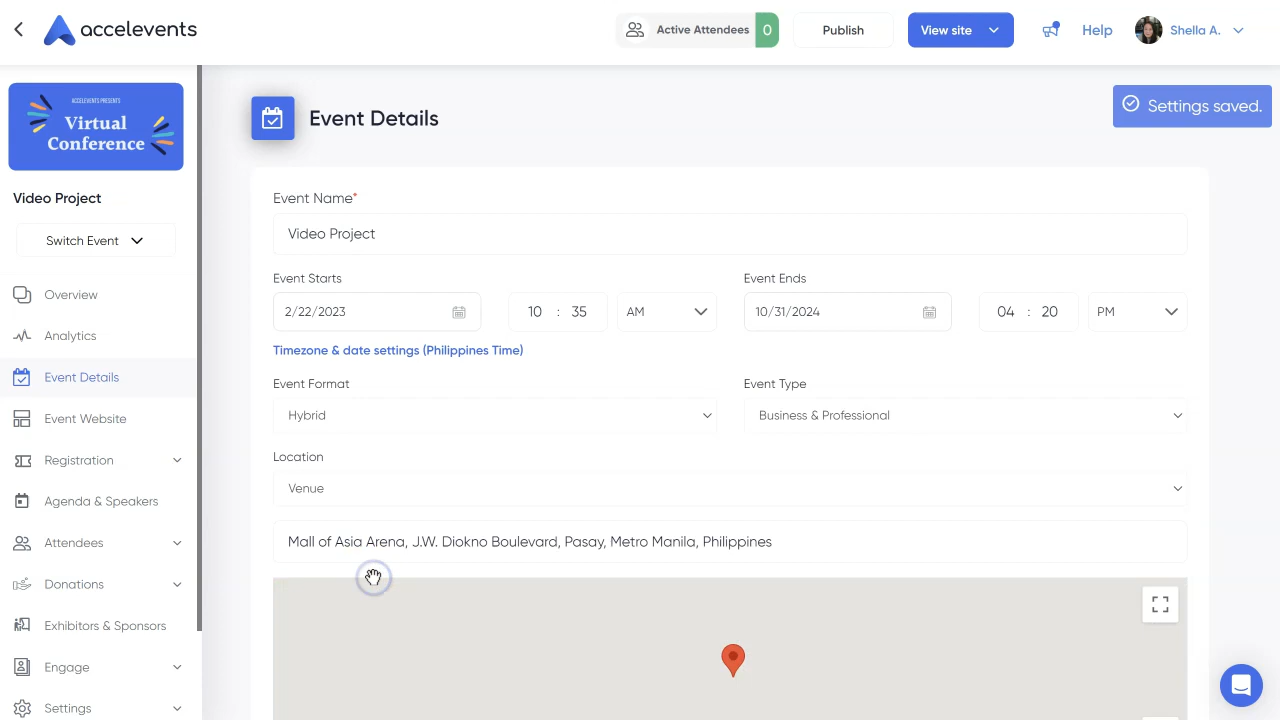 accelevents
Active Attendees 0
Publish
View site
Help
Shella A.
ACCELEVENTS PRESENTS
Virtual
Conference
Video Project
Switch Event
Overview
Analytics
Event Details
Event Website
Registration
Agenda & Speakers
Attendees
Donations
Exhibitors & Sponsors
Engage
Settings
Event Details
Settings saved.
Event Name*
Video Project
Event Starts
Event Ends
2/22/2023 10 : 35 AM
10/31/2024 04 : 20 PM
Timezone & date settings (Philippines Time)
Event Format
Event Type
Hybrid
Business & Professional
Location
Venue
Mall of Asia Arena, J.W. Diokno Boulevard, Pasay, Metro Manila, Philippines